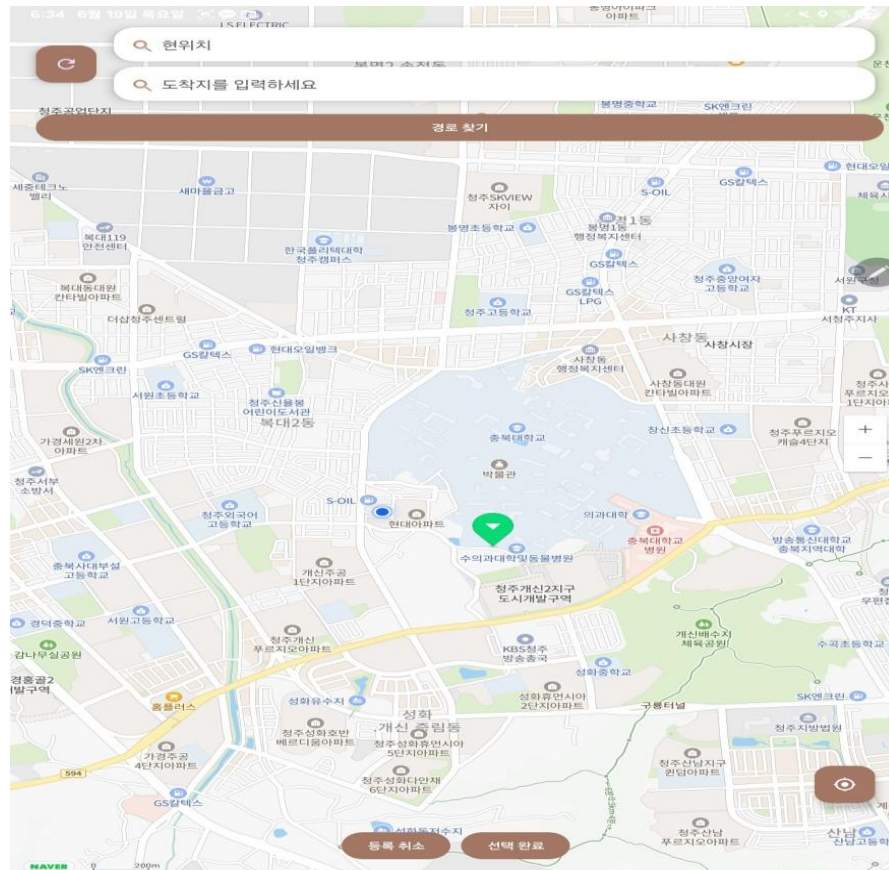 6:34 6월 19일 목요일
LS ELECTRIC
아파트
현위치
봉명2.송정동
도착지를 입력하세요
청주공업단지
봉명중학교
SK엔크린
경로 찾기
현대오일
세중테크노
밸리
새마을금고
청주SKVIEW
자이
S-OIL
GS칼텍스
체육시
복대119
안전센터
한국폴리텍대학
청주캠퍼스
봉명초등학교
봉명1동
행정복지센터
GS칼텍스
복대동대원
칸타빌아파트
GS칼텍스
LPG
청주중앙여자
고등학교
서원구청
더샵청주센트럴
청주고등학교
KT
서청주지사
SK엔크린
GS칼텍스
현대오일뱅크
사창동
행정복지센터
사창동
사창시장
서원초등학교
청주신율봉
어린이도서관
복대2동
사창동대원
칸타빌아파트
청주사
푸르지오
1단지아
가경세원2차
아파트
충북대학교
창신초등학교
청주푸르지오
캐슬4단지
+
−
청주서부
소방서
박물관
S-OIL
청주외국어
고등학교
현대아파트
의과대학
충북대학교
병원
방송통신대학교
충북지역대학
충북사대부설
고등학교
개신주공
1단지아파트
수의과대학및동물병원
청주개신2지구
도시개발구역
우편집
경덕중학교
서원고등학교
청주개신
푸르지오아파트
KBS청주
방송총국
개신배수지
체육공원
수곡초등학교
감나무실공원
성화중학교
경홍골2
개발구역
홈플러스
성화유수지
성화
.개신.죽림동
성화휴먼시아
2단지아파트
구룡터널
SK엔크린
청주성화호반
베르디움아파트
청주성화휴먼시아
5단지아파트
청주지방법원
가경주공
4단지아파트
594
청주성화다안채
6단지아파트
청주산남지구
퀸덤아파트
GS칼텍스
성화동저수지
등록 취소
선택 완료
청주산남
푸르지오아파트
산남
산남고등학
NAVER
0
200m